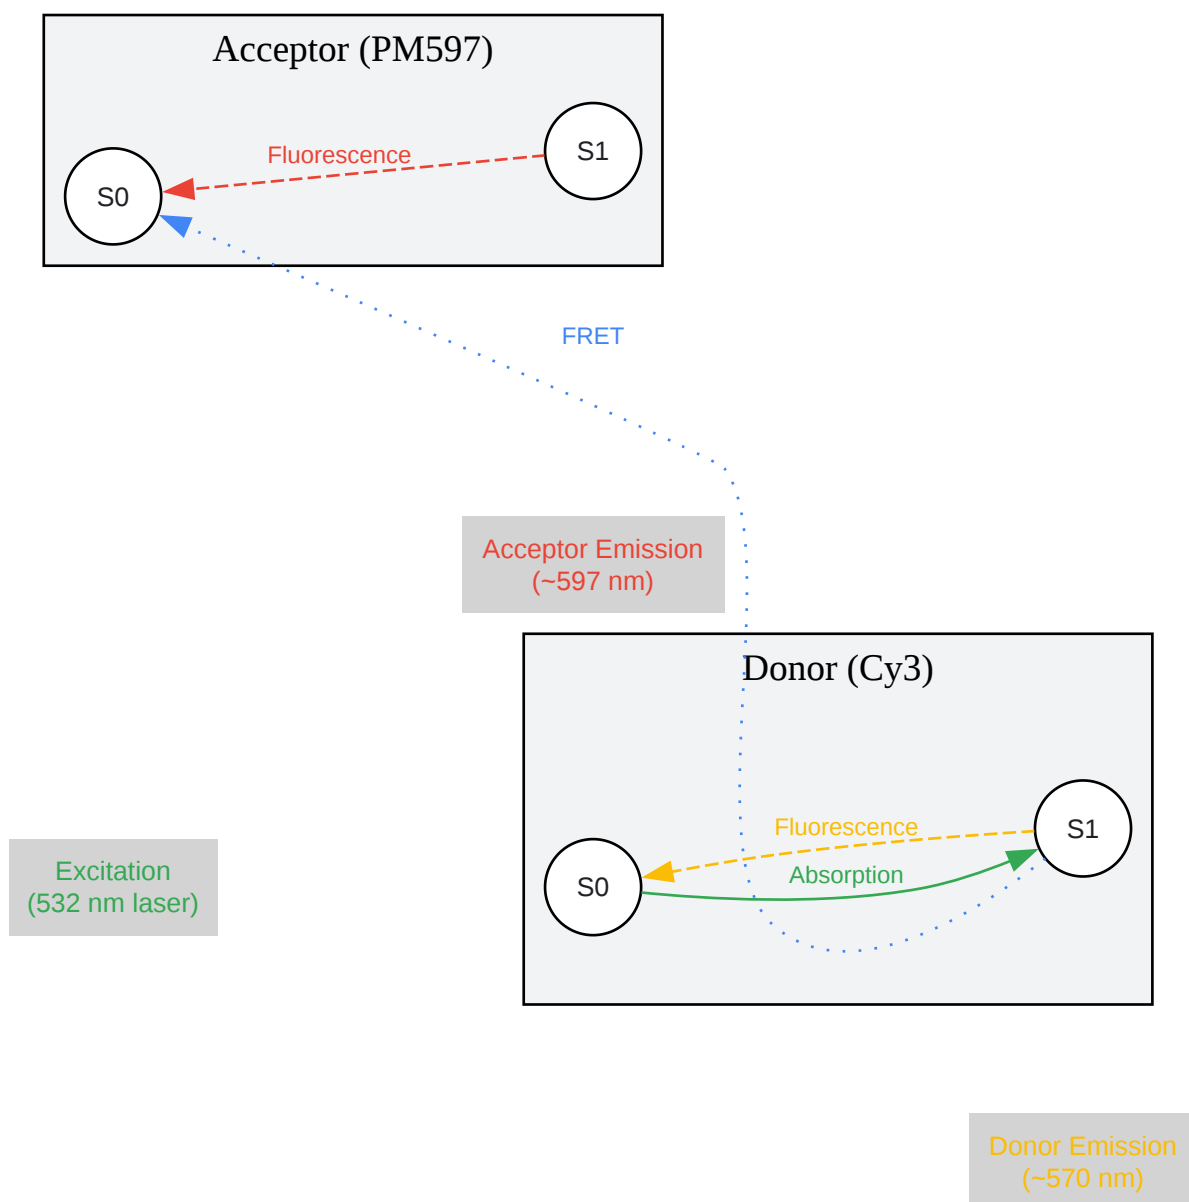 Acceptor (PM597)
Fluorescence
S1
S0
FRET
Acceptor Emission
(~597 nm)
Donor (Cy3)
Fluorescence
S1
Absorption
S0
Excitation
(532 nm laser)
Donor Emission
(~570 nm)